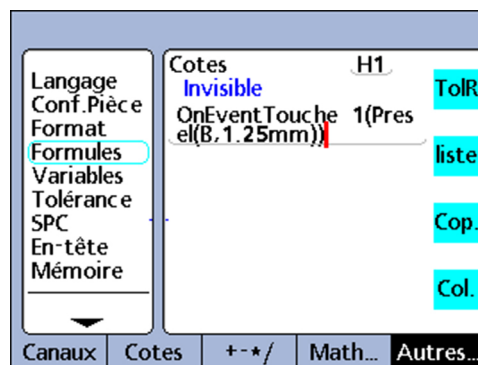 Langage
Conf.Pièce
Format
Formules
Variables
Tolérance
SPC
En-tête
Mémoire
Cotes H1
Invisible
OnEventTouche 1(Pres
el(B,1.25mm))
TolR
liste
Cop.
Col.
Canaux Cotes +-*/ Math... Autres...